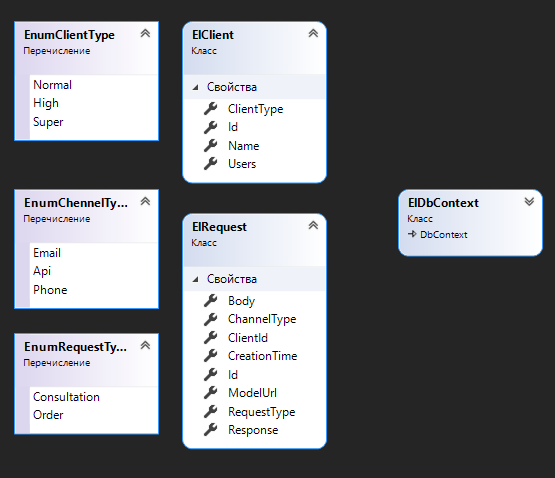 EnumClientType
Перечисление
Normal
High
Super
ElClient
Класс
Свойства
ClientType
Id
Name
Users
EnumChennelTy...
Перечисление
Email
Api
Phone
ElRequest
Класс
Свойства
Body
ChannelType
ClientId
CreationTime
Id
ModelUrl
RequestType
Response
ElDbContext
Класс
DbContext
EnumRequestTy...
Перечисление
Consultation
Order